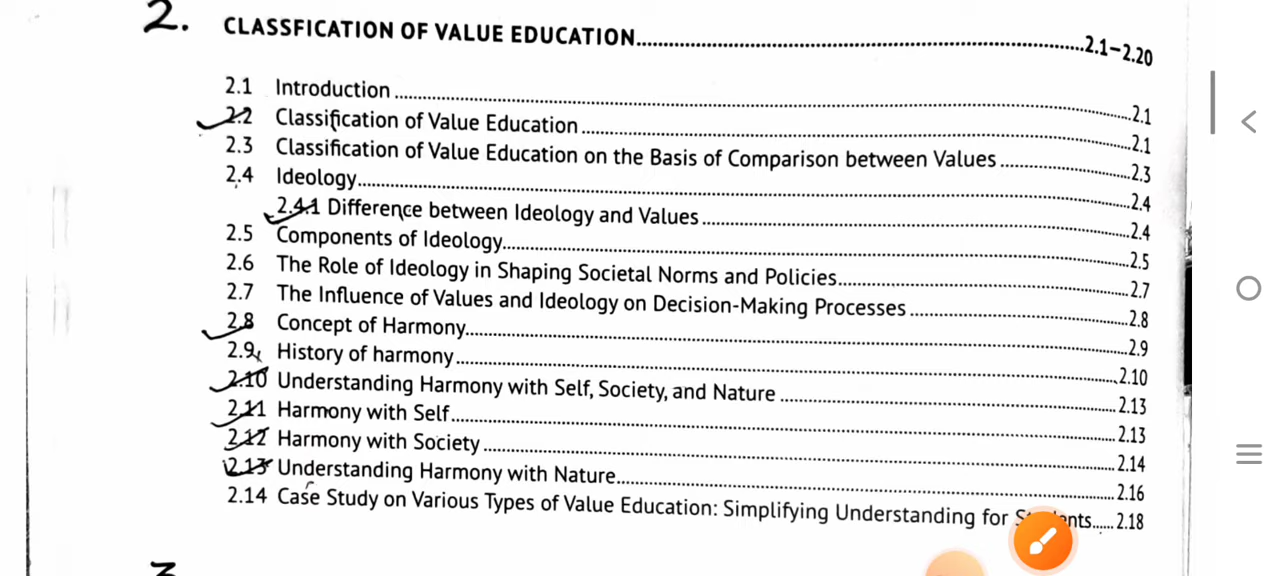 2. CLASSFICATION OF VALUE EDUCATION..........2.1–2.20
2.1 Introduction..........2.1
2.2 Classification of Value Education..........2.1
2.3 Classification of Value Education on the Basis of Comparison between Values..........2.3
2.4 Ideology..........2.4
2.4.1 Difference between Ideology and Values..........2.4
2.5 Components of Ideology..........2.5
2.6 The Role of Ideology in Shaping Societal Norms and Policies..........2.7
2.7 The Influence of Values and Ideology on Decision-Making Processes..........2.8
2.8 Concept of Harmony..........2.9
2.9 History of harmony..........2.10
2.10 Understanding Harmony with Self, Society, and Nature..........2.13
2.11 Harmony with Self..........2.13
2.12 Harmony with Society..........2.14
2.13 Understanding Harmony with Nature..........2.16
2.14 Case Study on Various Types of Value Education: Simplifying Understanding for......2.18